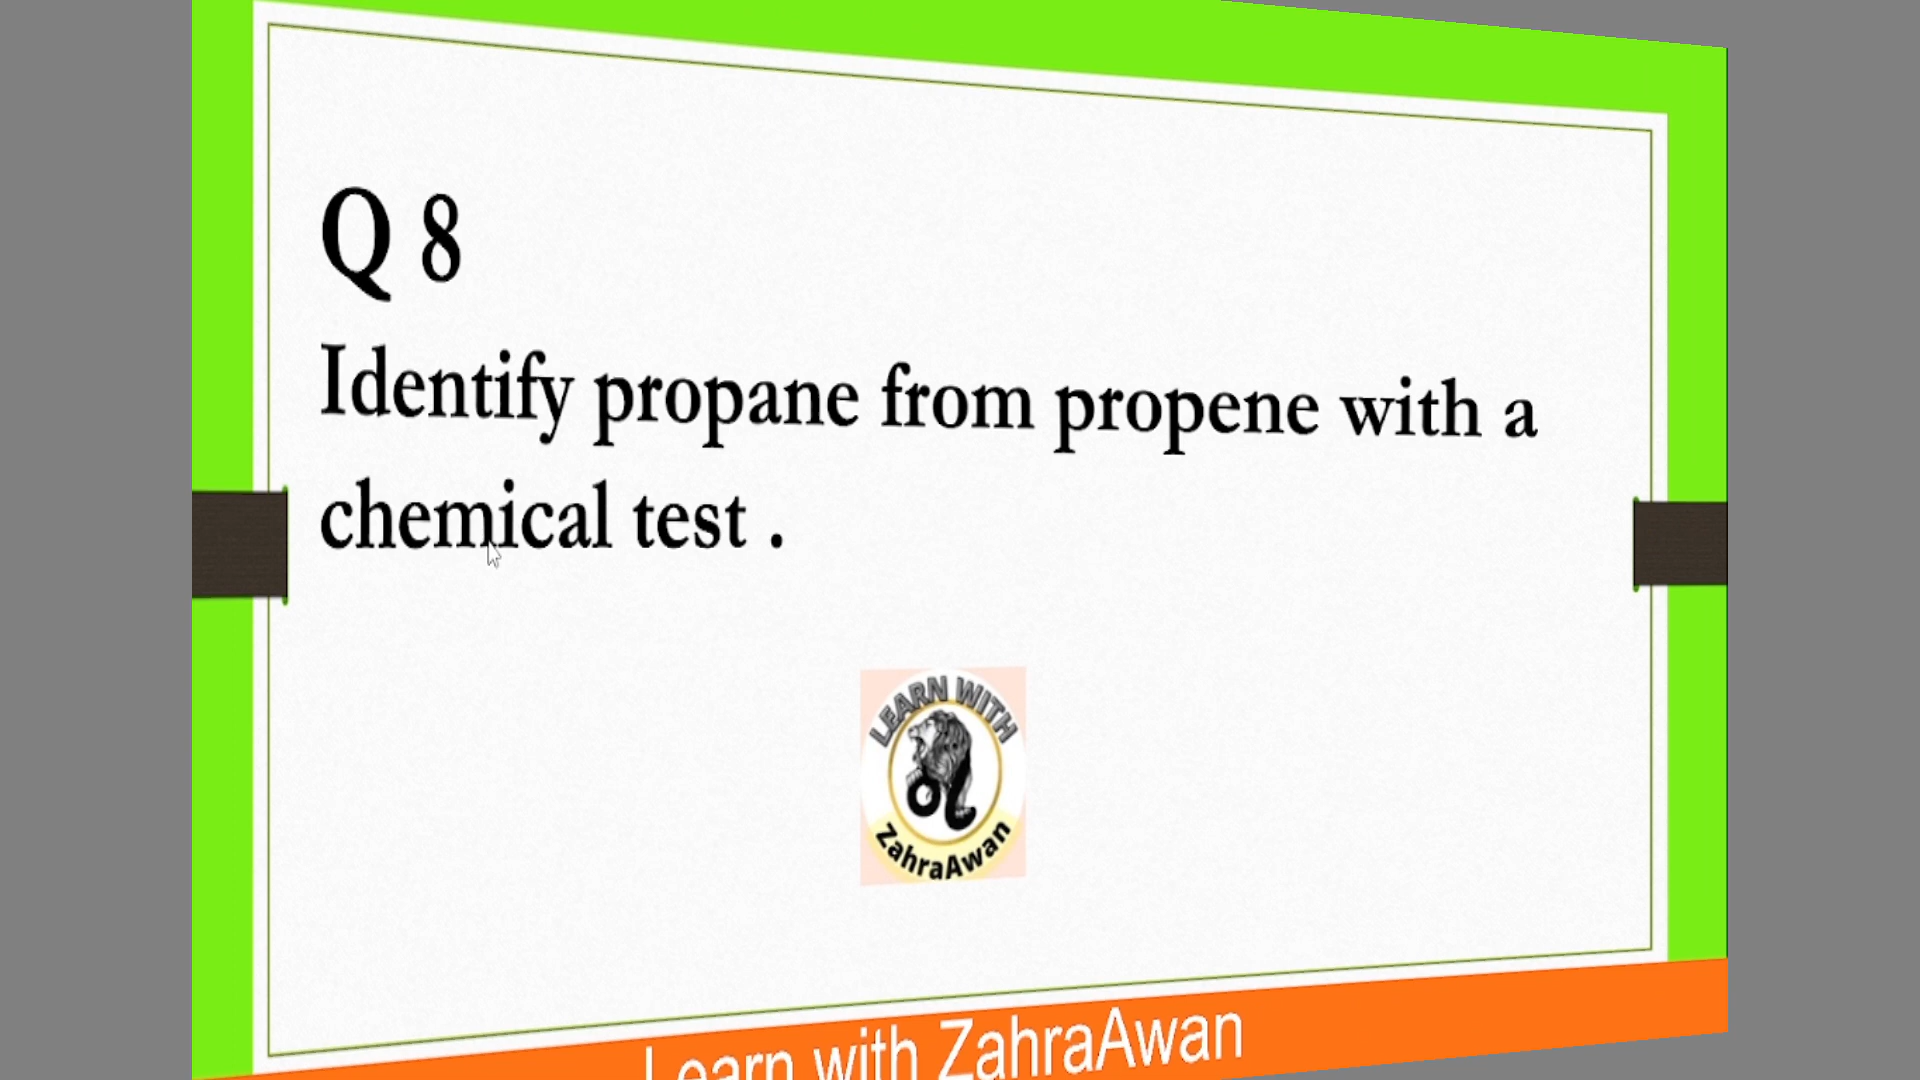 Q 8
Identify propane from propene with a
chemical test .
LEARN WITH
ZahraAwan
Learn with ZahraAwan